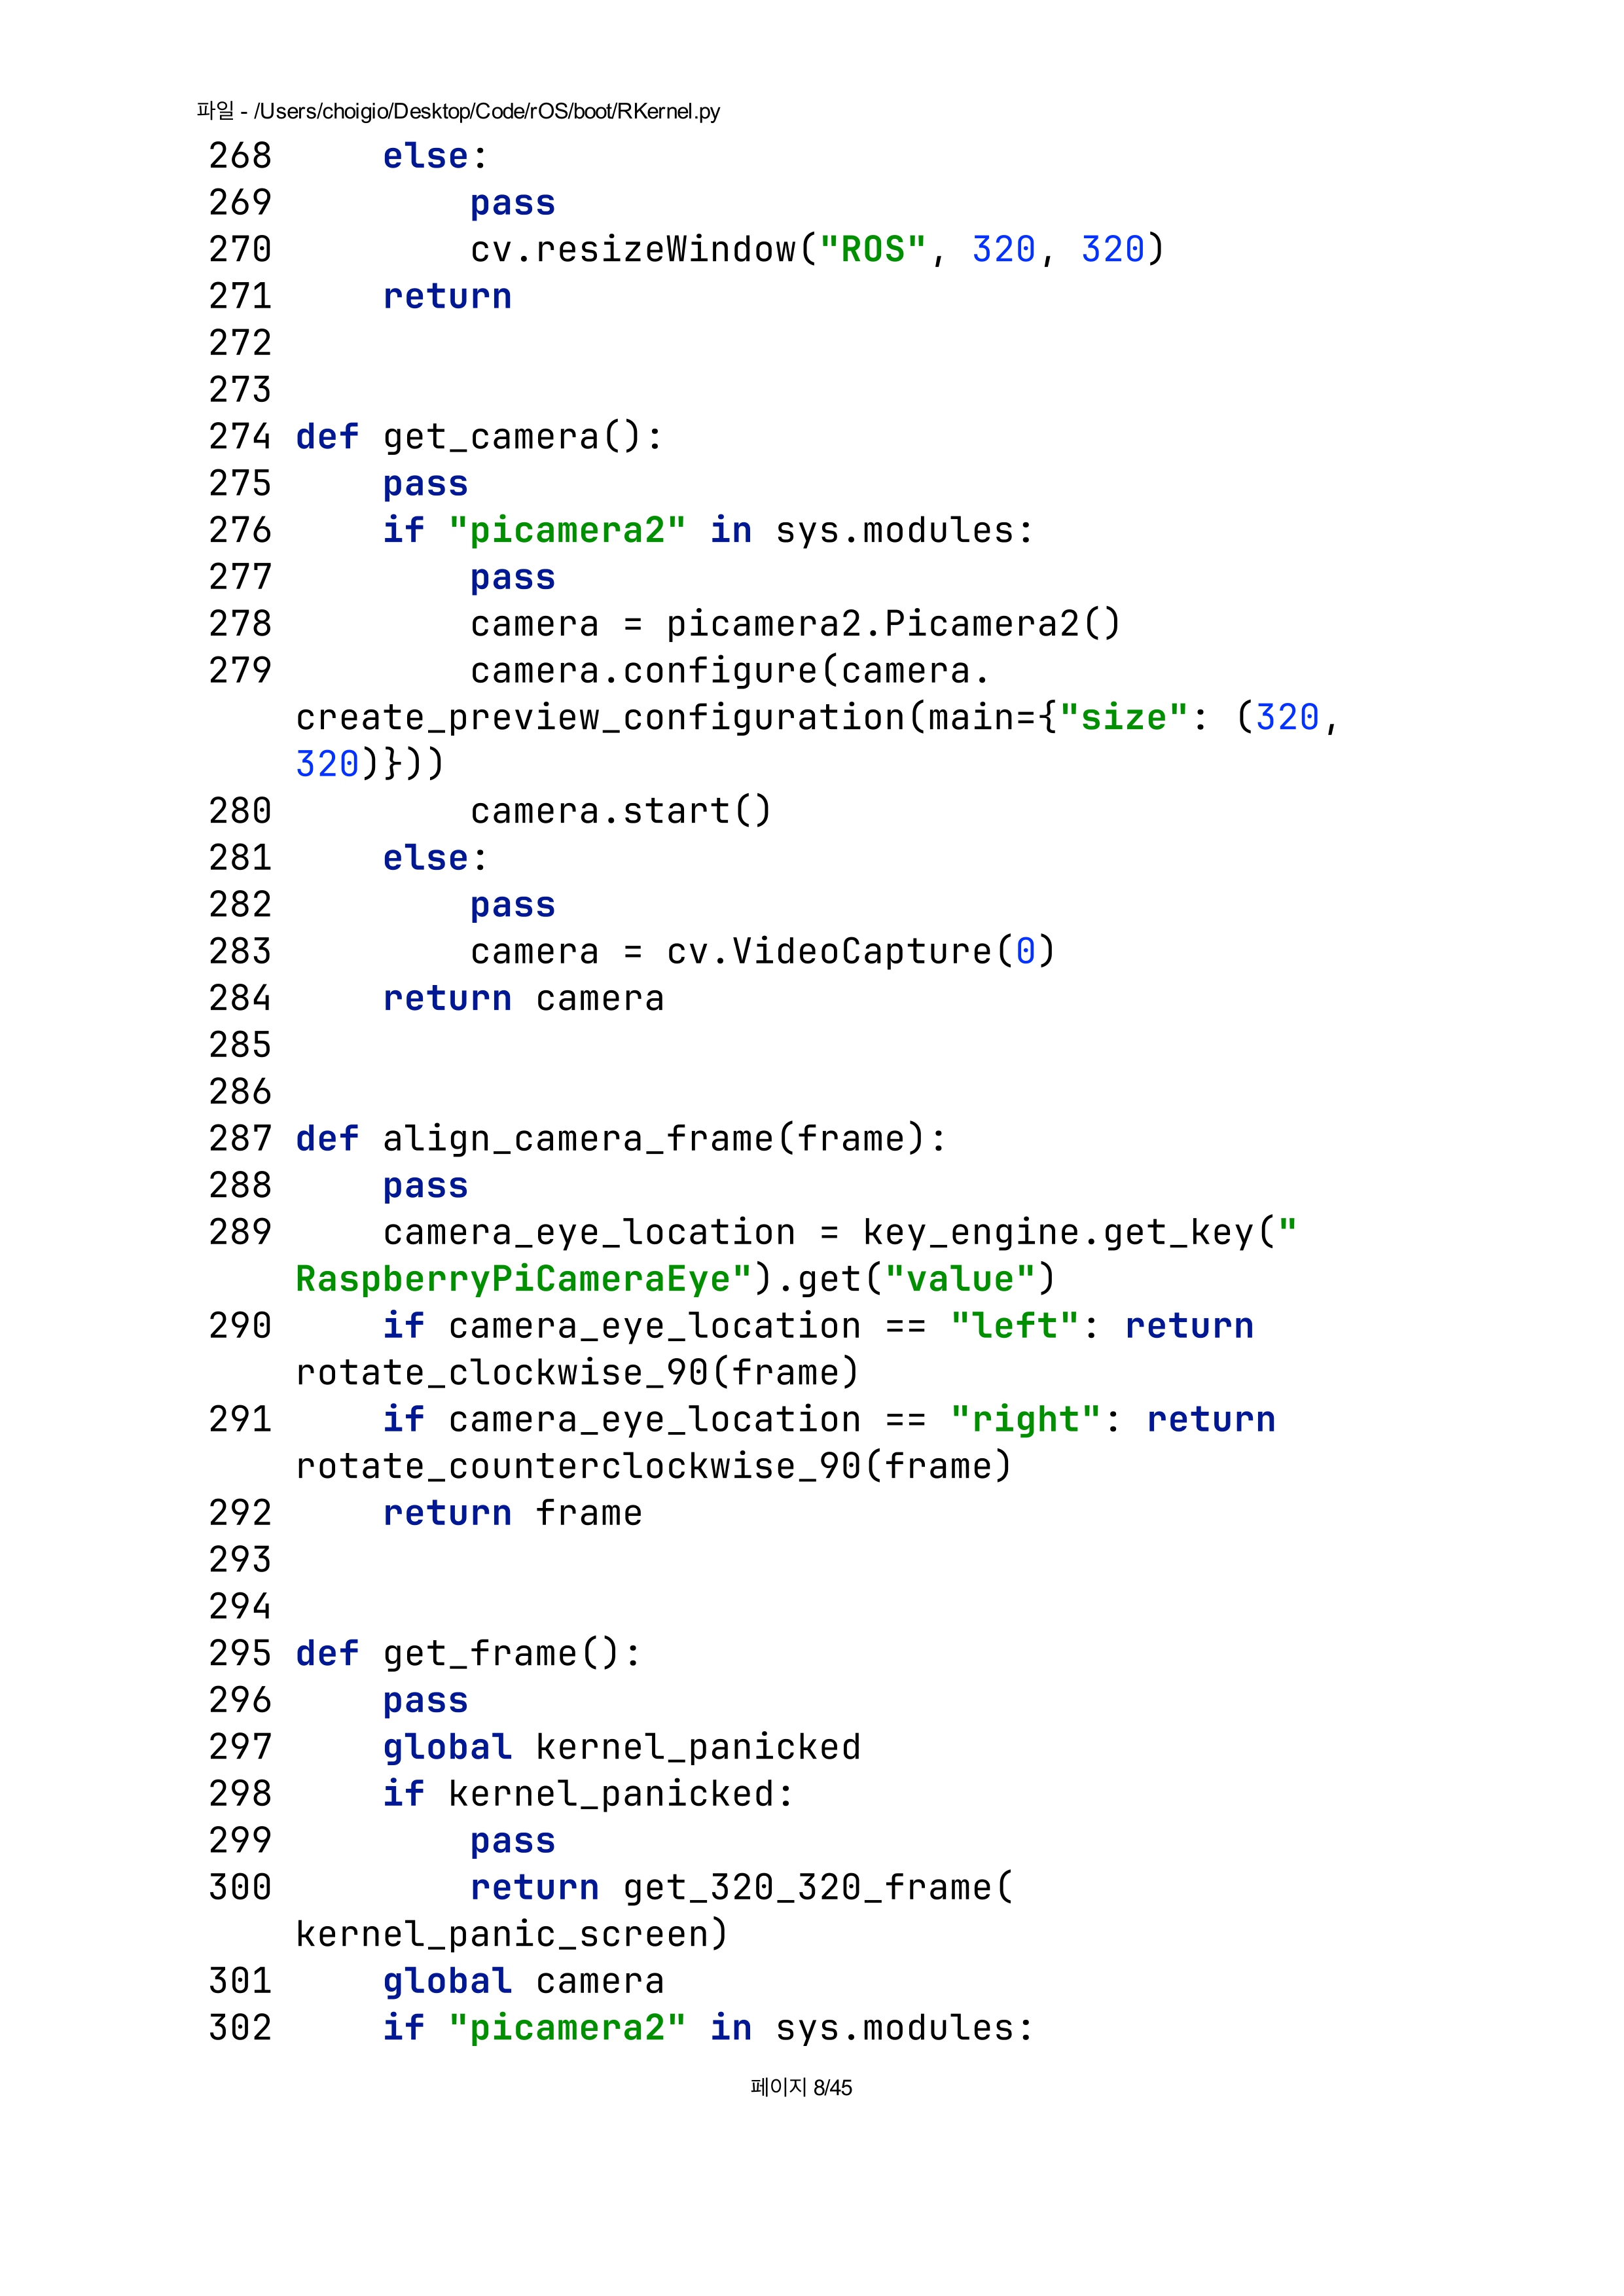 파일 - /Users/choigio/Desktop/Code/rOS/boot/RKernel.py
268     else:
269         pass
270         cv.resizeWindow("ROS", 320, 320)
271     return
272
273
274 def get_camera():
275     pass
276     if "picamera2" in sys.modules:
277         pass
278         camera = picamera2.Picamera2()
279         camera.configure(camera.
    create_preview_configuration(main={"size": (320,
    320)}))
280         camera.start()
281     else:
282         pass
283         camera = cv.VideoCapture(0)
284     return camera
285
286
287 def align_camera_frame(frame):
288     pass
289     camera_eye_location = key_engine.get_key("
    RaspberryPiCameraEye").get("value")
290     if camera_eye_location == "left": return
    rotate_clockwise_90(frame)
291     if camera_eye_location == "right": return
    rotate_counterclockwise_90(frame)
292     return frame
293
294
295 def get_frame():
296     pass
297     global kernel_panicked
298     if kernel_panicked:
299         pass
300         return get_320_320_frame(
    kernel_panic_screen)
301     global camera
302     if "picamera2" in sys.modules:
페이지 8/45